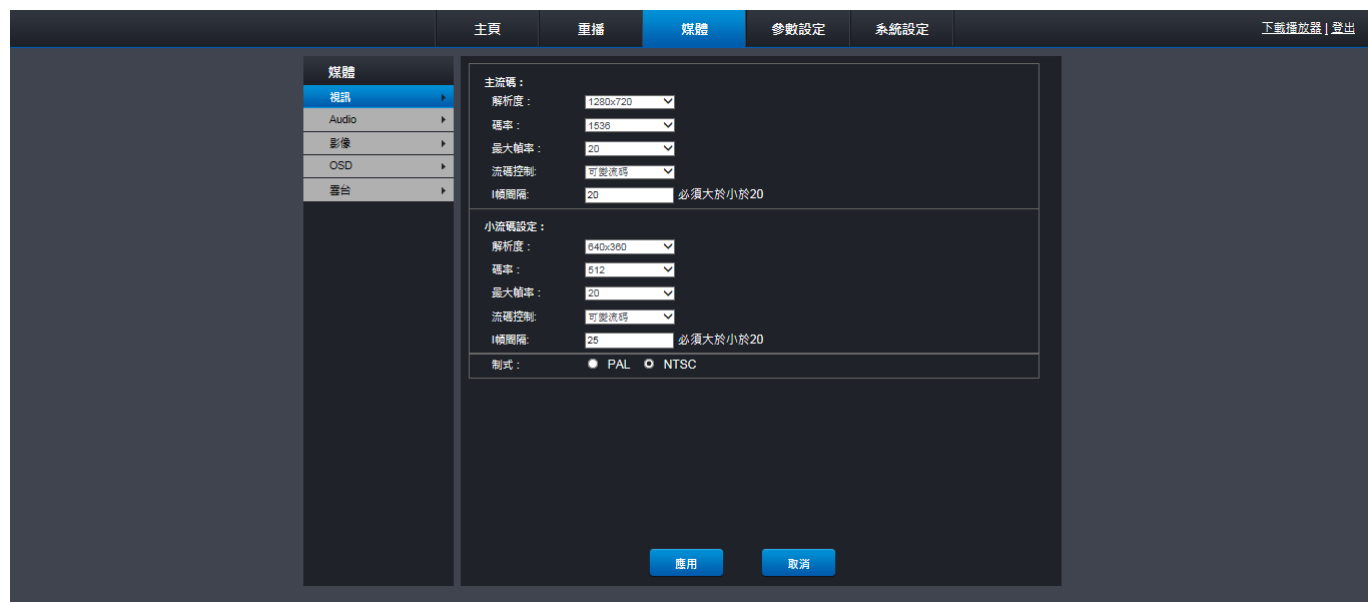 主頁 重播 媒體 參數設定 系統設定 下載播放器 | 登出
媒體
視訊
Audio
影像
OSD
雲台
主流碼：
解析度： 1280x720
碼率： 1536
最大幀率： 20
流碼控制: 可變流碼
I幀間隔: 20 必須大於小於20
小流碼設定：
解析度： 640x360
碼率： 512
最大幀率： 20
流碼控制: 可變流碼
I幀間隔: 25 必須大於小於20
制式： PAL NTSC
應用 取消